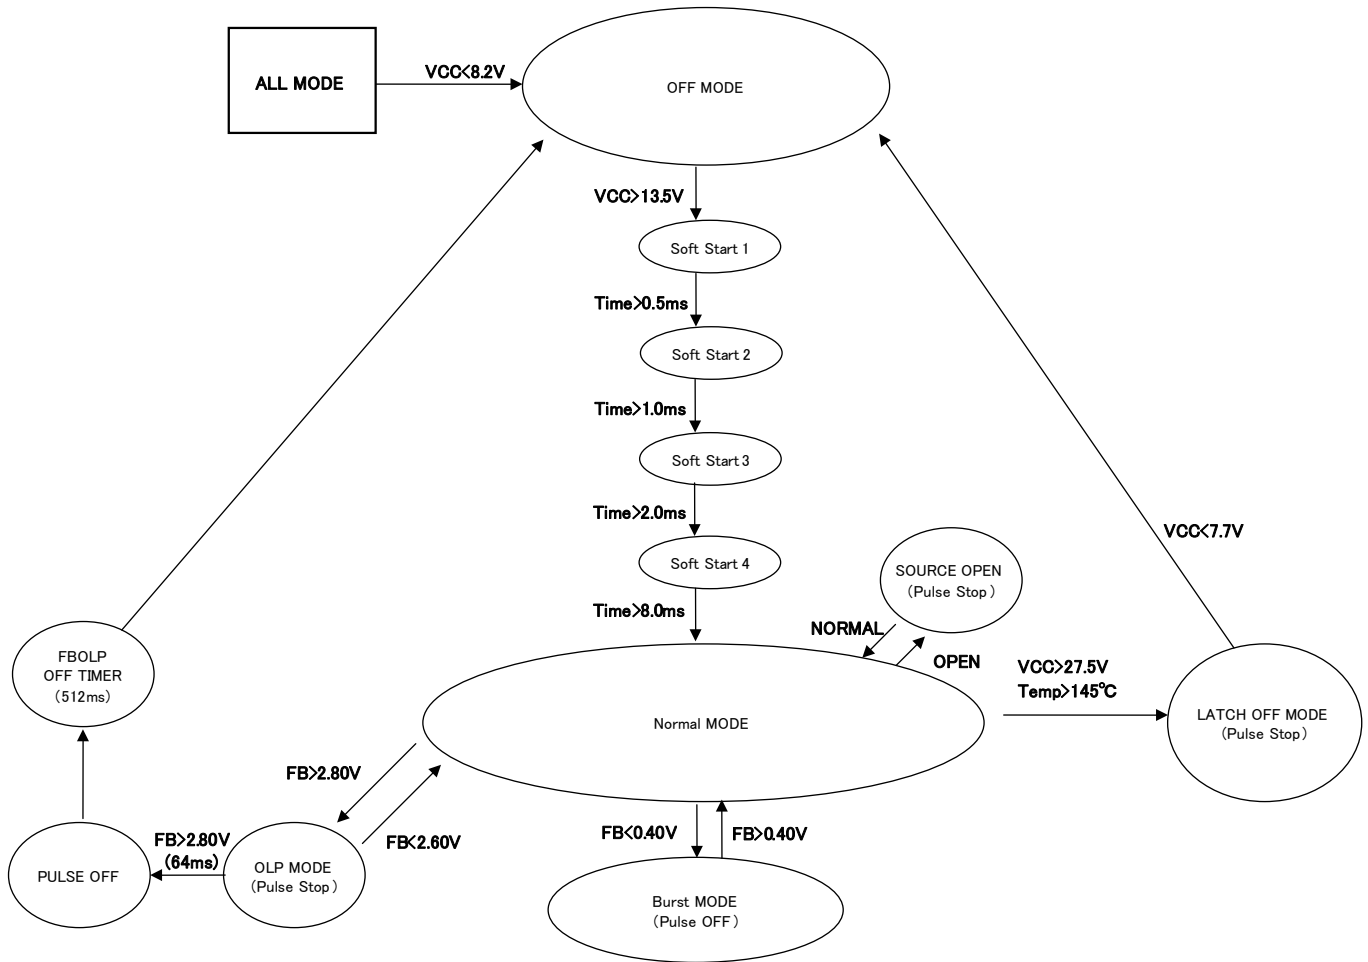 ALL MODE
VCC<8.2V
OFF MODE
VCC>13.5V
Soft Start 1
Time>0.5ms
Soft Start 2
Time>1.0ms
Soft Start 3
Time>2.0ms
Soft Start 4
Time>8.0ms
SOURCE OPEN
(Pulse Stop)
NORMAL
OPEN
VCC<7.7V
VCC>27.5V
Temp>145℃
LATCH OFF MODE
(Pulse Stop)
Normal MODE
FBOLP
OFF TIMER
(512ms)
FB>2.80V
FB<2.60V
FB<0.40V
FB>0.40V
FB>2.80V
(64ms)
PULSE OFF
OLP MODE
(Pulse Stop)
Burst MODE
(Pulse OFF)